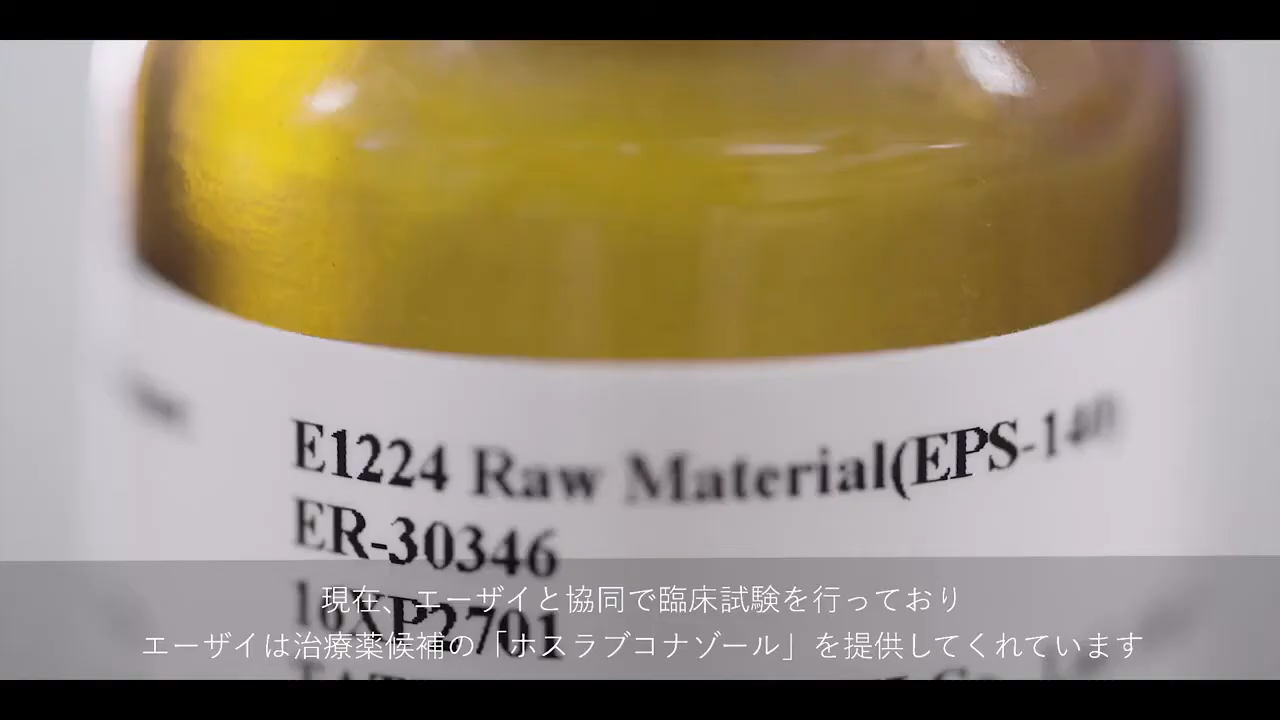 E1224 Raw Material(EPS-140)
ER-30346
16XP2701
現在、エーザイと協同で臨床試験を行っており
エーザイは治療薬候補の「ホスラブコナゾール」を提供してくれています